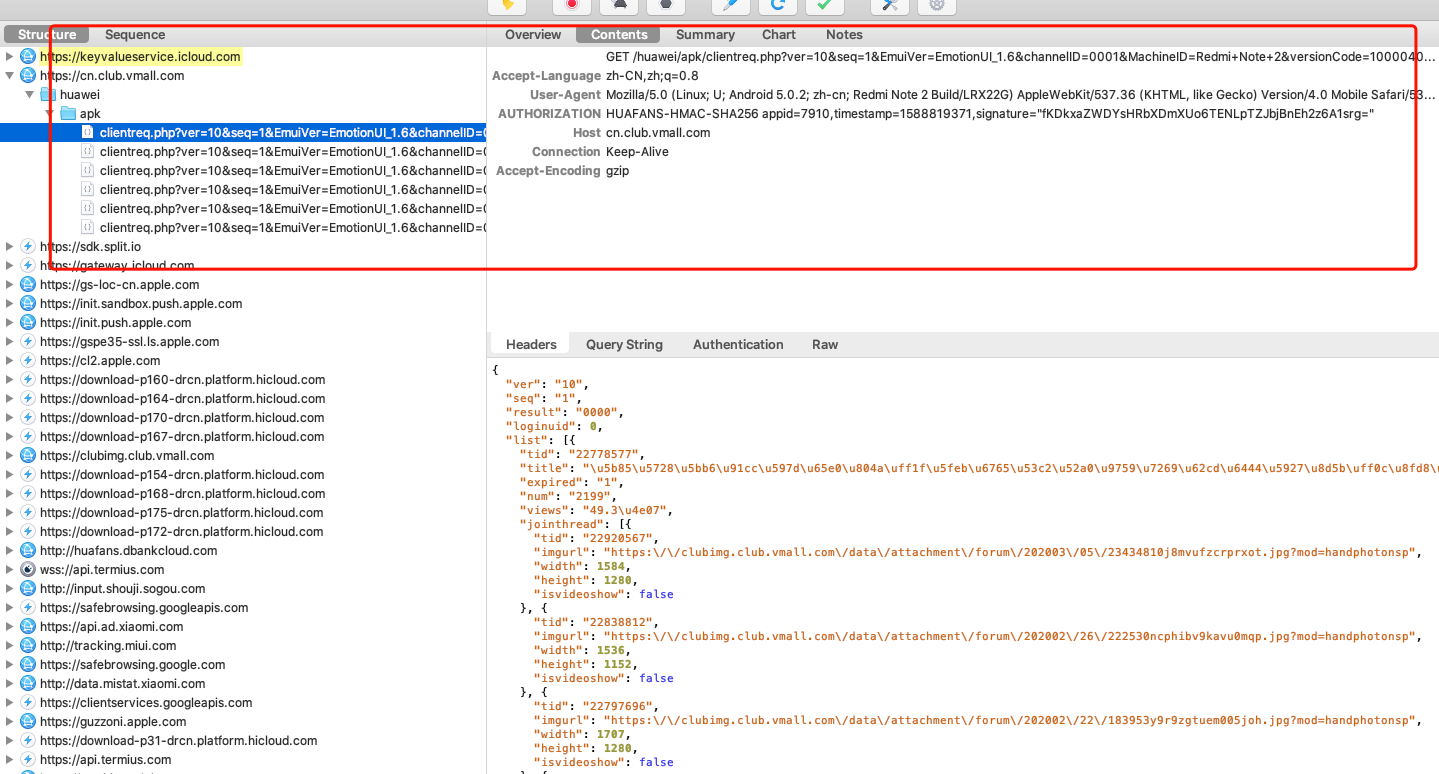 Structure
Sequence
https://keyvalueservice.icloud.com
https://cn.club.vmall.com
huawei
apk
clientreq.php?ver=10&seq=1&EmuiVer=EmotionUI_1.6&channelID=
clientreq.php?ver=10&seq=1&EmuiVer=EmotionUI_1.6&channelID=
clientreq.php?ver=10&seq=1&EmuiVer=EmotionUI_1.6&channelID=
clientreq.php?ver=10&seq=1&EmuiVer=EmotionUI_1.6&channelID=
clientreq.php?ver=10&seq=1&EmuiVer=EmotionUI_1.6&channelID=
clientreq.php?ver=10&seq=1&EmuiVer=EmotionUI_1.6&channelID=
https://sdk.split.io
https://gateway.icloud.com
https://gs-loc-cn.apple.com
https://init.sandbox.push.apple.com
https://init.push.apple.com
https://gspe35-ssl.ls.apple.com
https://cl2.apple.com
https://download-p160-drcn.platform.hicloud.com
https://download-p164-drcn.platform.hicloud.com
https://download-p170-drcn.platform.hicloud.com
https://download-p167-drcn.platform.hicloud.com
https://clubimg.club.vmall.com
https://download-p154-drcn.platform.hicloud.com
https://download-p168-drcn.platform.hicloud.com
https://download-p175-drcn.platform.hicloud.com
https://download-p172-drcn.platform.hicloud.com
http://huafans.dbankcloud.com
wss://api.termius.com
http://input.shouji.sogou.com
https://safebrowsing.googleapis.com
https://api.ad.xiaomi.com
http://tracking.miui.com
https://safebrowsing.google.com
http://data.mistat.xiaomi.com
https://clientservices.googleapis.com
https://guzzoni.apple.com
https://download-p31-drcn.platform.hicloud.com
https://api.termius.com
Overview
Contents
Summary
Chart
Notes
GET /huawei/apk/clientreq.php?ver=10&seq=1&EmuiVer=EmotionUI_1.6&channelID=0001&MachineID=Redmi+Note+2&versionCode=1000040...
Accept-Language zh-CN,zh;q=0.8
User-Agent Mozilla/5.0 (Linux; U; Android 5.0.2; zh-cn; Redmi Note 2 Build/LRX22G) AppleWebKit/537.36 (KHTML, like Gecko) Version/4.0 Mobile Safari/53...
AUTHORIZATION HUAFANS-HMAC-SHA256 appid=7910,timestamp=1588819371,signature="fKDkxaZWDYsHRbXDmXUo6TENLpTZJbjBnEh2z6A1srg="
Host cn.club.vmall.com
Connection Keep-Alive
Accept-Encoding gzip
Headers
Query String
Authentication
Raw
{
"ver": "10",
"seq": "1",
"result": "0000",
"loginuid": 0,
"list": [{
"tid": "22778577",
"title": "\u5b85\u5728\u5bb6\u91cc\u597d\u65e0\u804a\uff1f\u5feb\u6765\u53c2\u52a0\u9759\u7269\u62cd\u6444\u5927\u8d5b\uff0c\u8fd8\
"expired": "1",
"num": "2199",
"views": "49.3\u4e07",
"jointhread": [{
"tid": "22920567",
"imgurl": "https:\/\/clubimg.club.vmall.com\/data\/attachment\/forum\/202003\/05\/23434810j8mvufzcrprxot.jpg?mod=handphotonsp",
"width": 1584,
"height": 1280,
"isvideoshow": false
}, {
"tid": "22838812",
"imgurl": "https:\/\/clubimg.club.vmall.com\/data\/attachment\/forum\/202002\/26\/222530ncphibv9kavu0mqp.jpg?mod=handphotonsp",
"width": 1536,
"height": 1152,
"isvideoshow": false
}, {
"tid": "22797696",
"imgurl": "https:\/\/clubimg.club.vmall.com\/data\/attachment\/forum\/202002\/22\/183953y9r9zgtuem005joh.jpg?mod=handphotonsp",
"width": 1707,
"height": 1280,
"isvideoshow": false
}, {